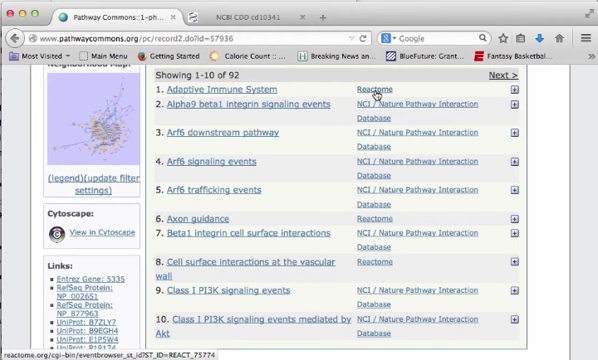 Pathway Commons::1-ph
NCBI CDD cd10341
www.pathwaycommons.org/pc/record2.do?id=57936
Google
Most Visited
Main Menu
Getting Started
Calorie Count :: ...
Breaking News an...
BlueFuture: Grant...
Fantasy Basketbal...
Neighborhood Map:
(legend)(update filter
settings)
Cytoscape:
View in Cytoscape
Links:
Entrez Gene: 5335
RefSeq Protein:
NP_002651
RefSeq Protein:
NP_877963
UniProt: B7ZLY7
UniProt: B9EGH4
UniProt: E1P5W4
UniProt: P19174
Showing 1-10 of 92 Next >
1. Adaptive Immune System Reactome
2. Alpha9 beta1 integrin signaling events NCI / Nature Pathway Interaction
Database
3. Arf6 downstream pathway NCI / Nature Pathway Interaction
Database
4. Arf6 signaling events NCI / Nature Pathway Interaction
Database
5. Arf6 trafficking events NCI / Nature Pathway Interaction
Database
6. Axon guidance Reactome
7. Beta1 integrin cell surface interactions NCI / Nature Pathway Interaction
Database
8. Cell surface interactions at the vascular Reactome
wall
9. Class I PI3K signaling events NCI / Nature Pathway Interaction
Database
10. Class I PI3K signaling events mediated by NCI / Nature Pathway Interaction
Akt Database
reactome.org/cgi-bin/eventbrowser_st_id?ST_ID=REACT_75774